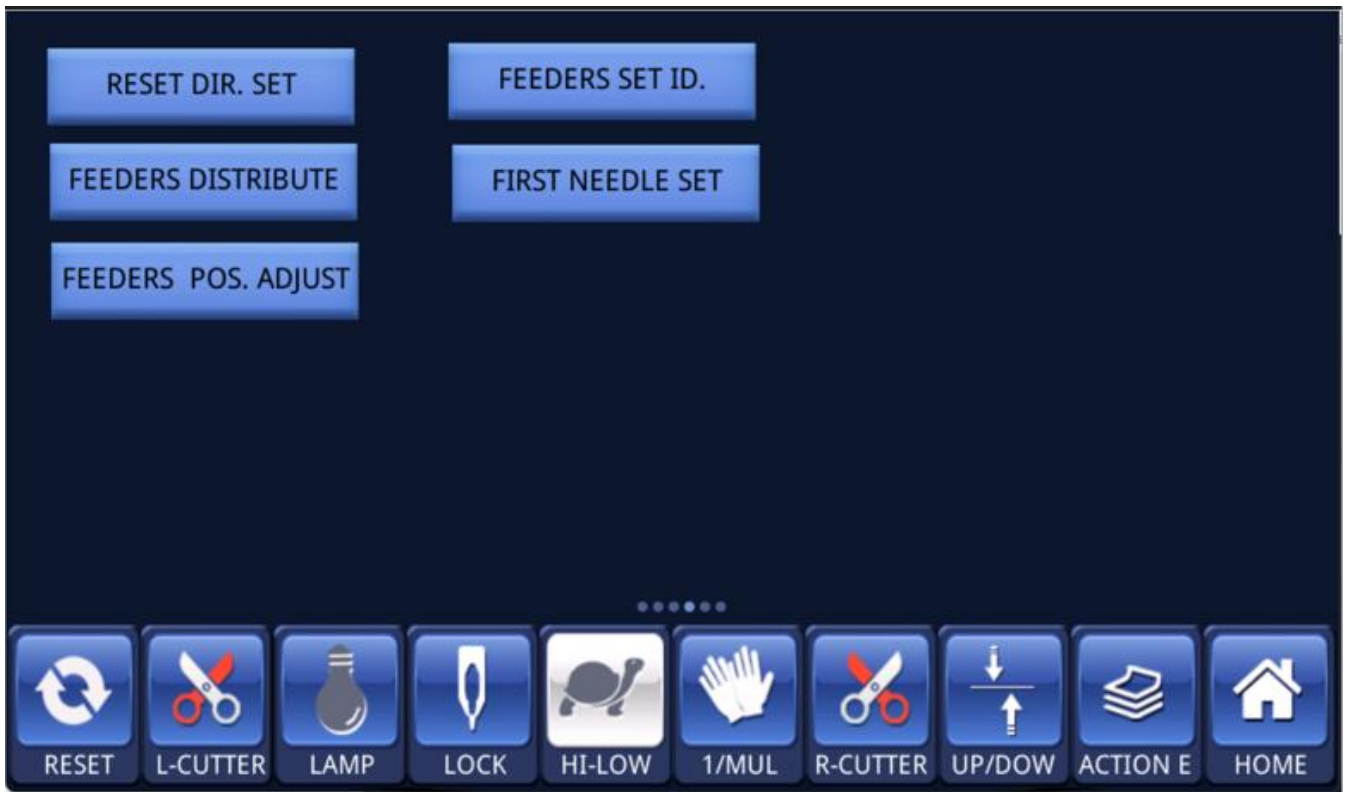 RESET DIR. SET
FEEDERS SET ID.
FEEDERS DISTRIBUTE
FIRST NEEDLE SET
FEEDERS POS. ADJUST
RESET
L-CUTTER
LAMP
LOCK
HI-LOW
1/MUL
R-CUTTER
UP/DOW
ACTION E
HOME